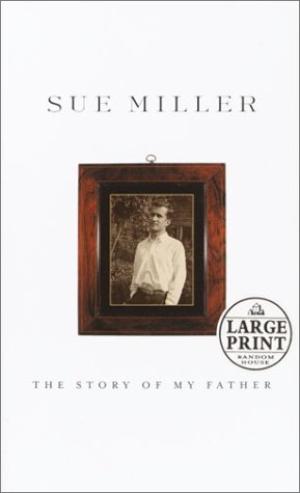 SUE MILLER
LARGE
PRINT
RANDOM
HOUSE
THE STORY OF MY FATHER